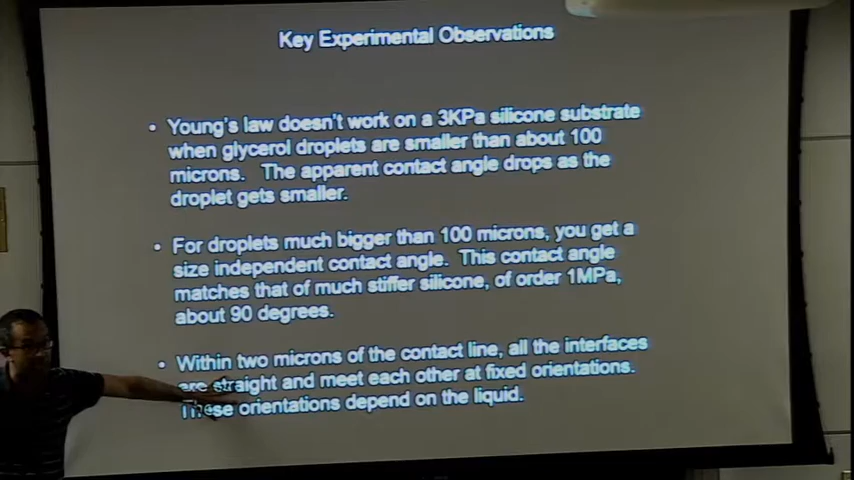 Key Experimental Observations
• Young's law doesn't work on a 3KPa silicone substrate
when glycerol droplets are smaller than about 100
microns. The apparent contact angle drops as the
droplet gets smaller.
• For droplets much bigger than 100 microns, you get a
size independent contact angle. This contact angle
matches that of much stiffer silicone, of order 1MPa,
about 90 degrees.
• Within two microns of the contact line, all the interfaces
are straight and meet each other at fixed orientations.
These orientations depend on the liquid.